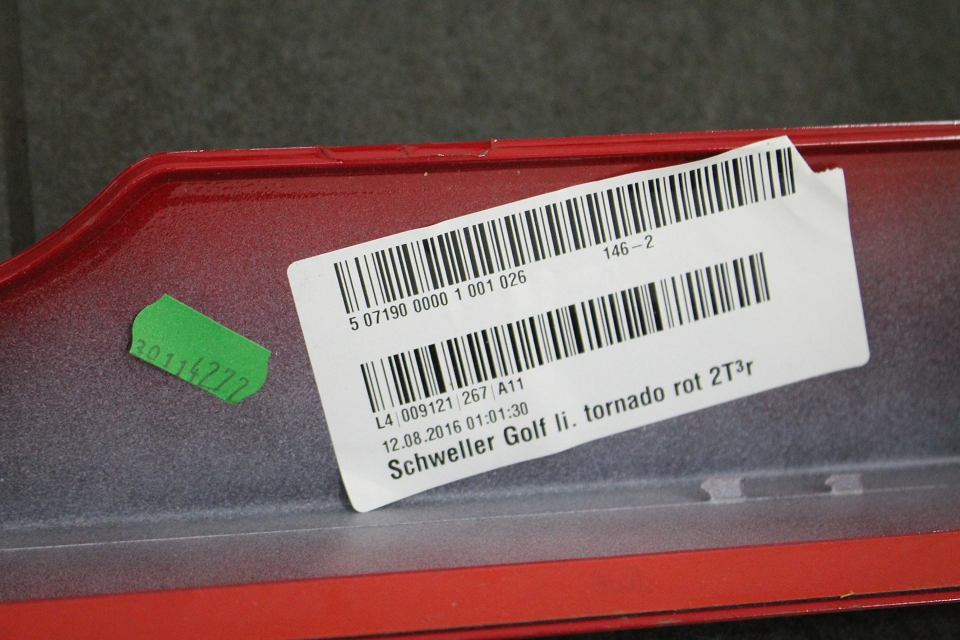 5 07190 0000 1 001 026 146-2
L4|009121|267|A11
12.08.2016 01:01:30
Schweller Golf li. tornado rot 2T³r
30114272